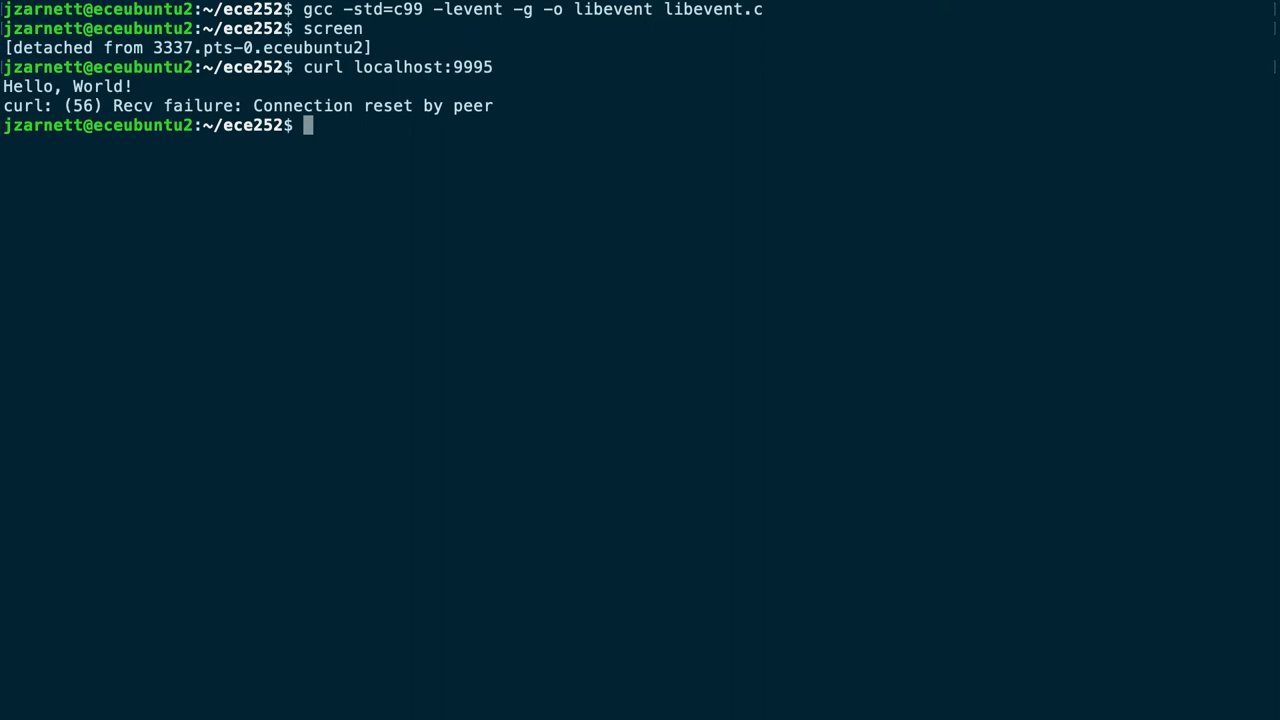 jzarnett@eceubuntu2:~/ece252$ gcc -std=c99 -levent -g -o libevent libevent.c
jzarnett@eceubuntu2:~/ece252$ screen
[detached from 3337.pts-0.eceubuntu2]
jzarnett@eceubuntu2:~/ece252$ curl localhost:9995
Hello, World!
curl: (56) Recv failure: Connection reset by peer
jzarnett@eceubuntu2:~/ece252$